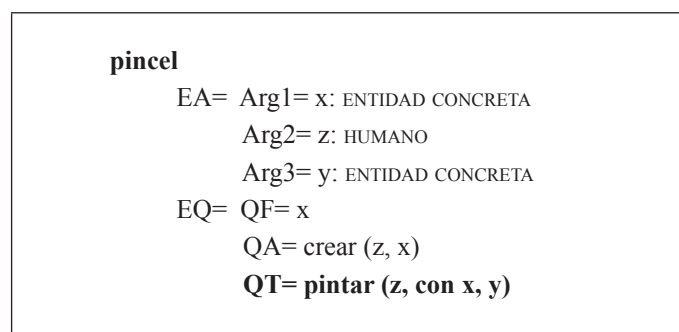 pincel
EA= Arg1= x: ENTIDAD CONCRETA
Arg2= z: HUMANO
Arg3= y: ENTIDAD CONCRETA
EQ= QF= x
QA= crear (z, x)
QT= pintar (z, con x, y)